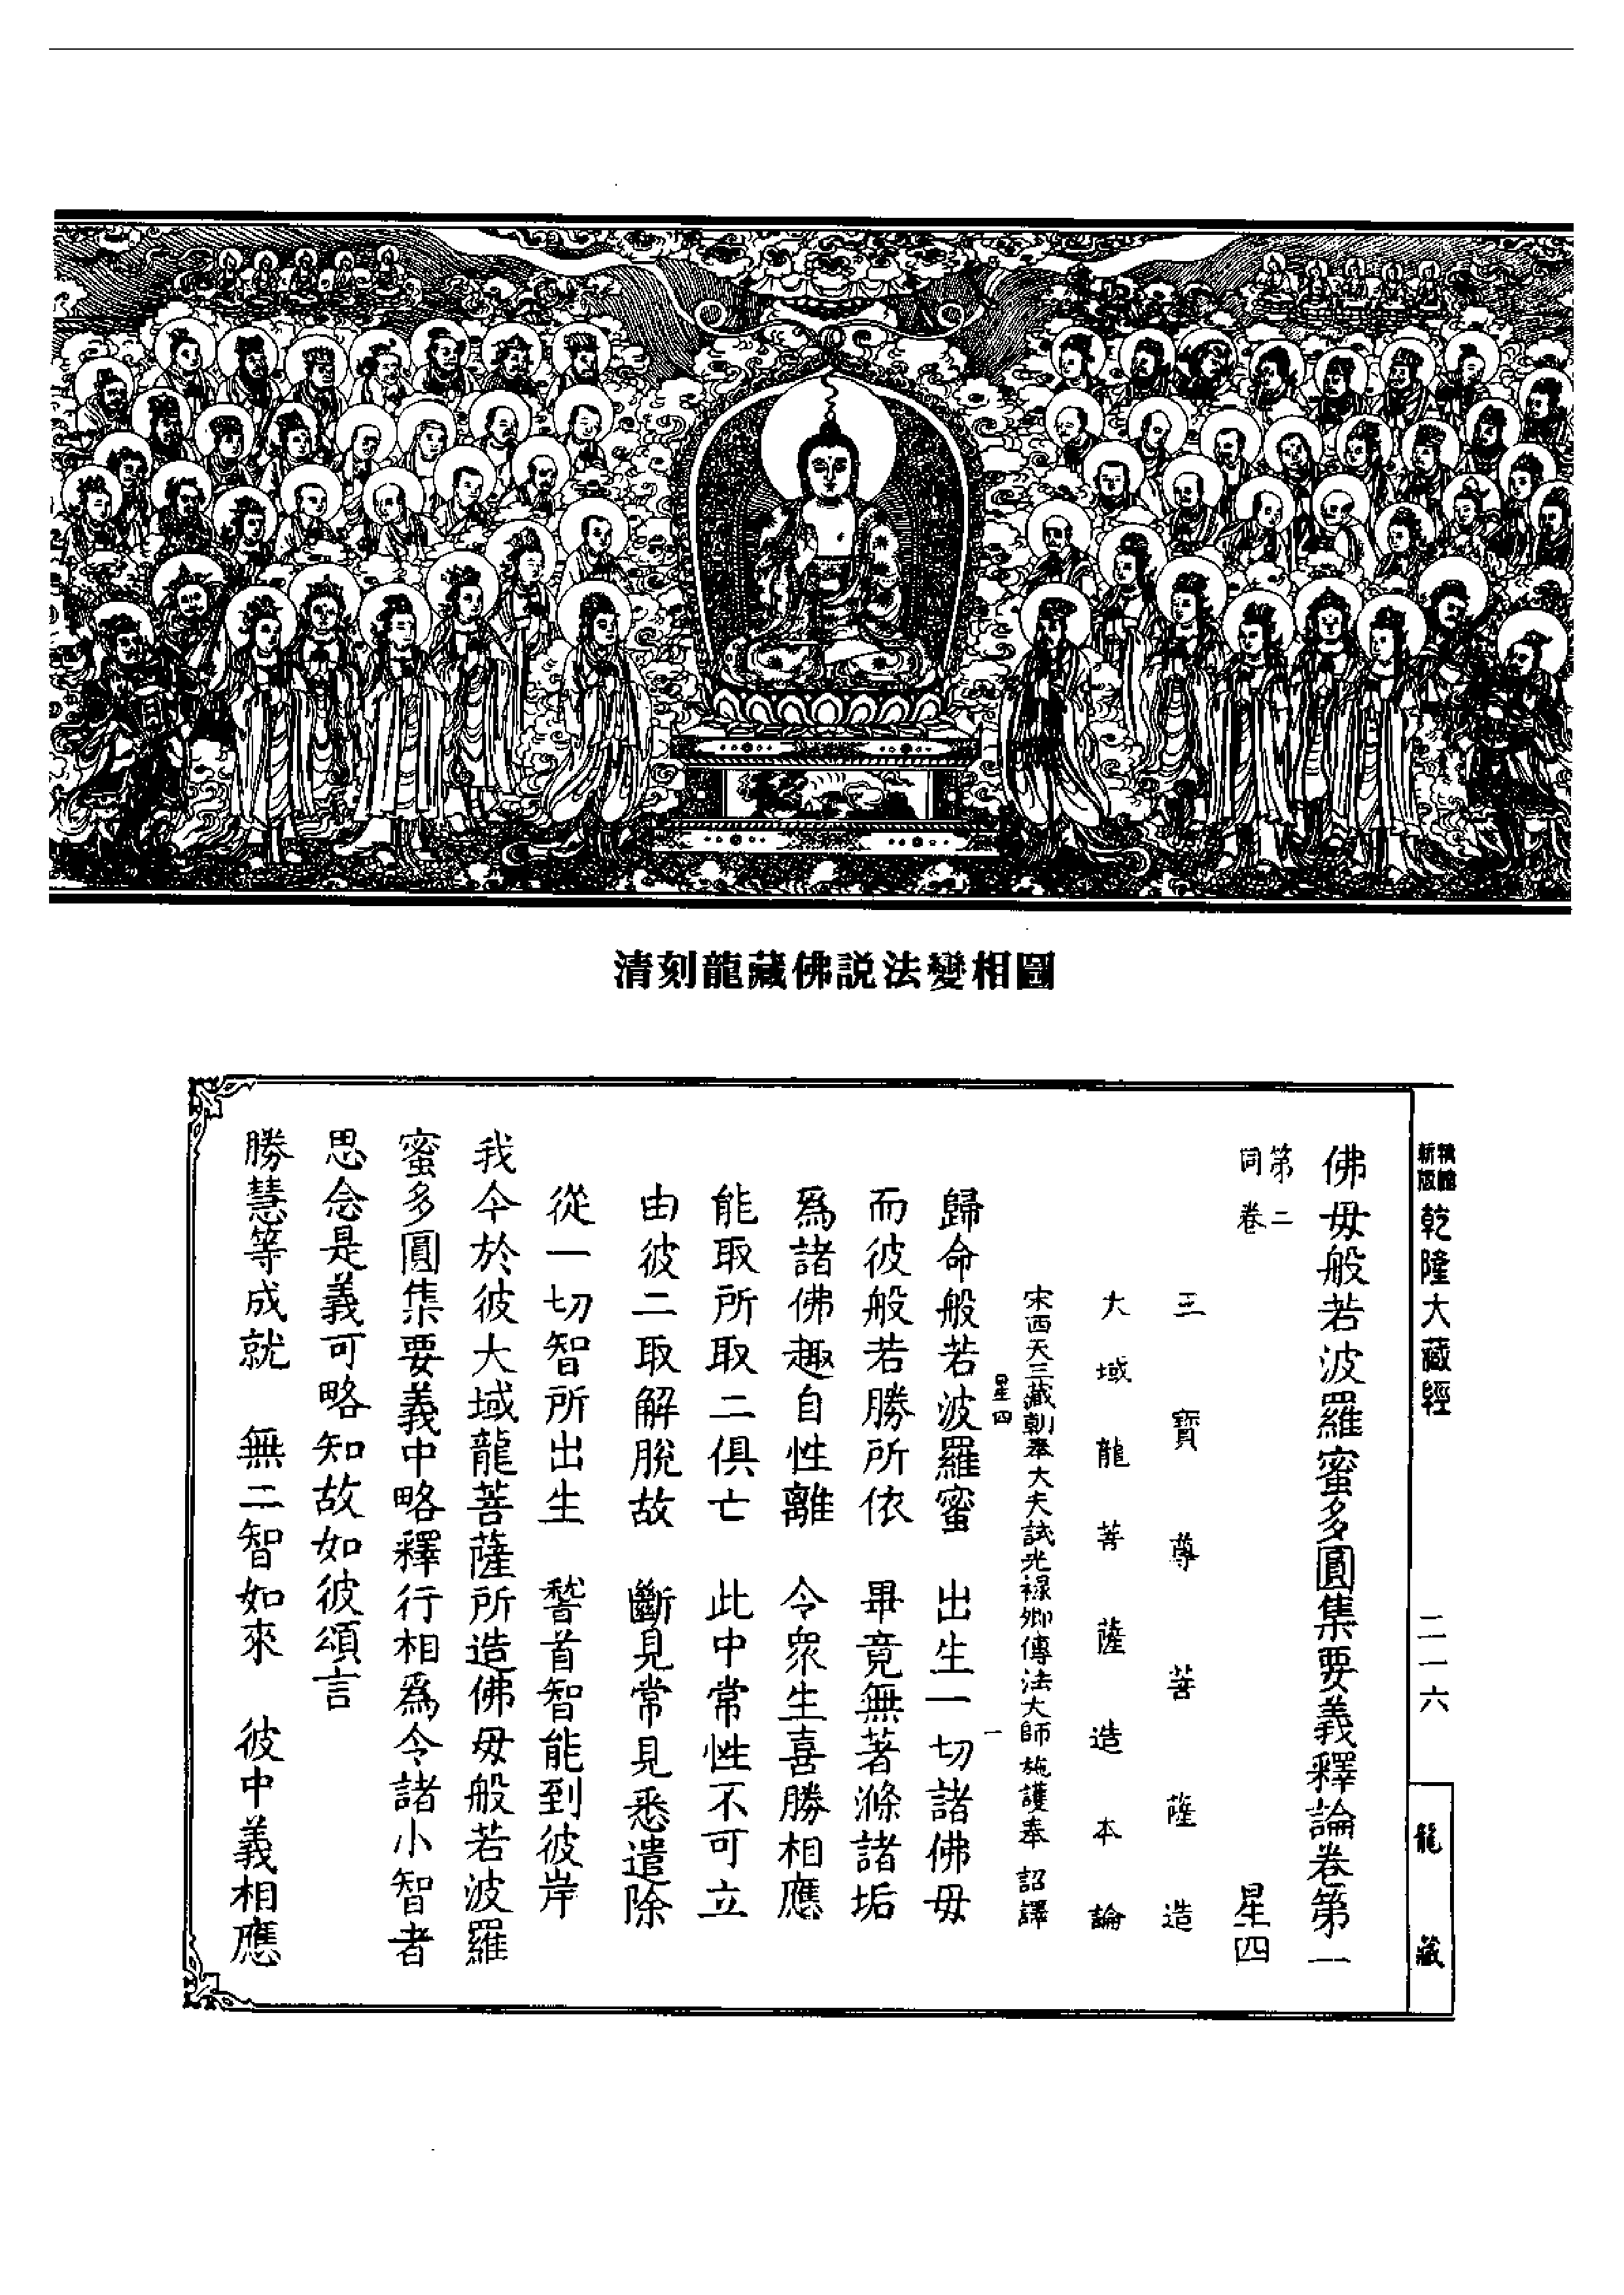 清刻龍藏佛説法變相圖
新版
乾隆大藏經
二一六
龍藏
佛母般若波羅蜜多圓集要義釋論卷第一
第二
同卷
星四
三寶尊菩薩造
大域龍菩薩造本論
宋西天三藏朝奉大夫試光祿卿傳法大師施護奉詔譯
星四 一
歸命般若波羅蜜 出生一切諸佛母
而彼般若勝所依 畢竟無著滌諸垢
爲諸佛趣自性離 令衆生喜勝相應
能取所取二俱亡 此中常性不可立
由彼二取解脫故 斷見常見悉遣除
從一切智所出生 稽首智能到彼岸
我今於彼大域龍菩薩所造佛母般若波羅
蜜多圓集要義中略釋行相爲令諸小智者
思念是義可略知故如彼頌言
勝慧等成就 無二智如來 彼中義相應